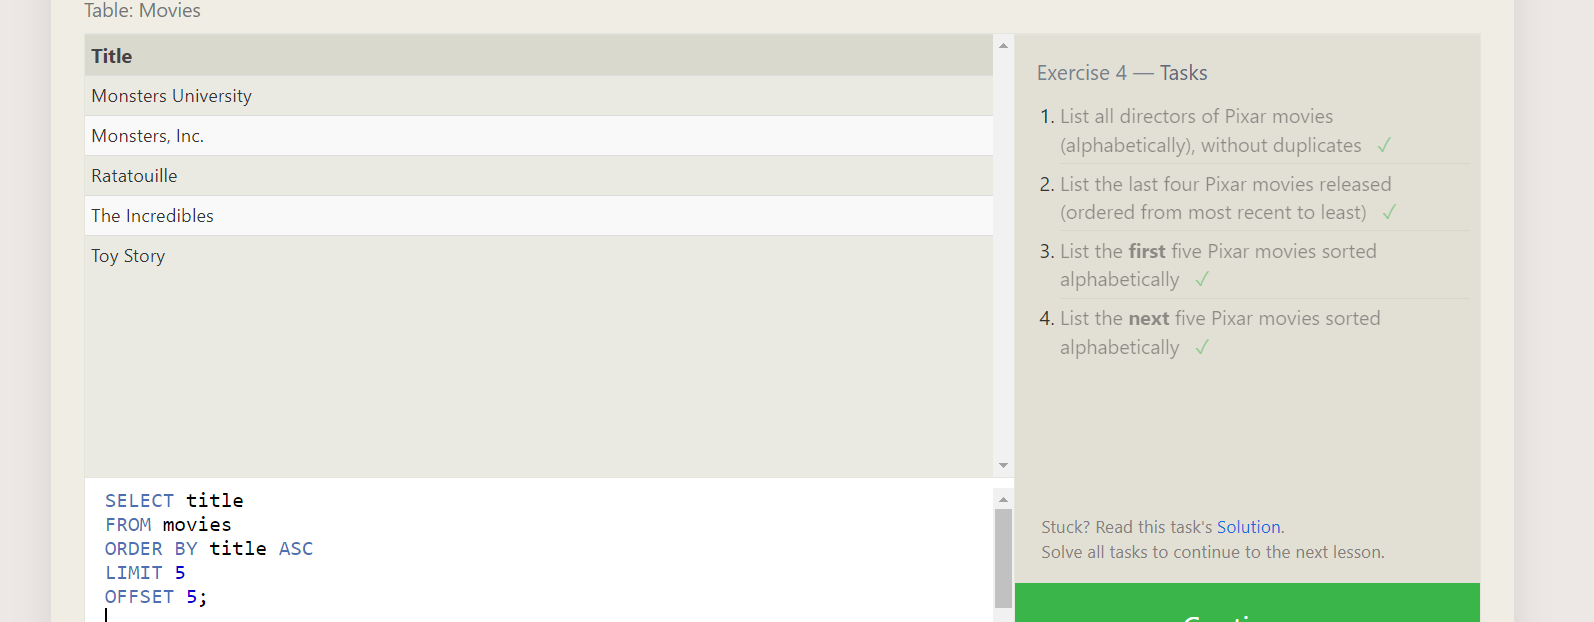 Table: Movies
Title
Monsters University
Monsters, Inc.
Ratatouille
The Incredibles
Toy Story
SELECT title
FROM movies
ORDER BY title ASC
LIMIT 5
OFFSET 5;
Exercise 4 — Tasks
1. List all directors of Pixar movies
(alphabetically), without duplicates ✓
2. List the last four Pixar movies released
(ordered from most recent to least) ✓
3. List the first five Pixar movies sorted
alphabetically ✓
4. List the next five Pixar movies sorted
alphabetically ✓
Stuck? Read this task's Solution.
Solve all tasks to continue to the next lesson.